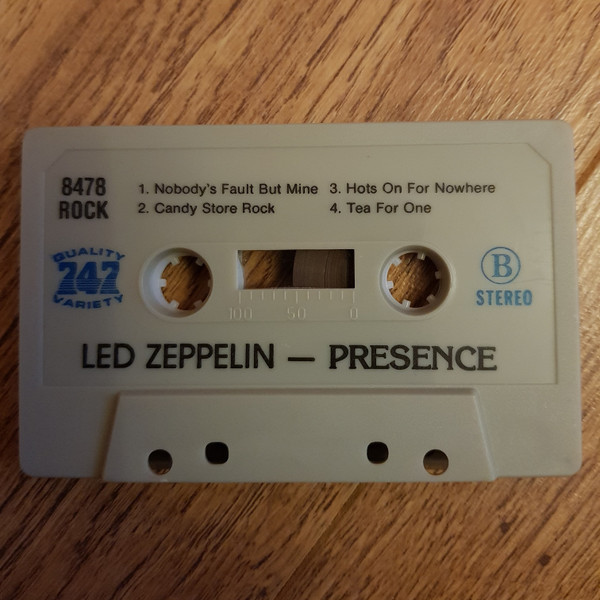 8478
ROCK
1. Nobody's Fault But Mine
2. Candy Store Rock
3. Hots On For Nowhere
4. Tea For One
QUALITY
747
VARIETY
B
STEREO
100 50 0
LED ZEPPELIN — PRESENCE